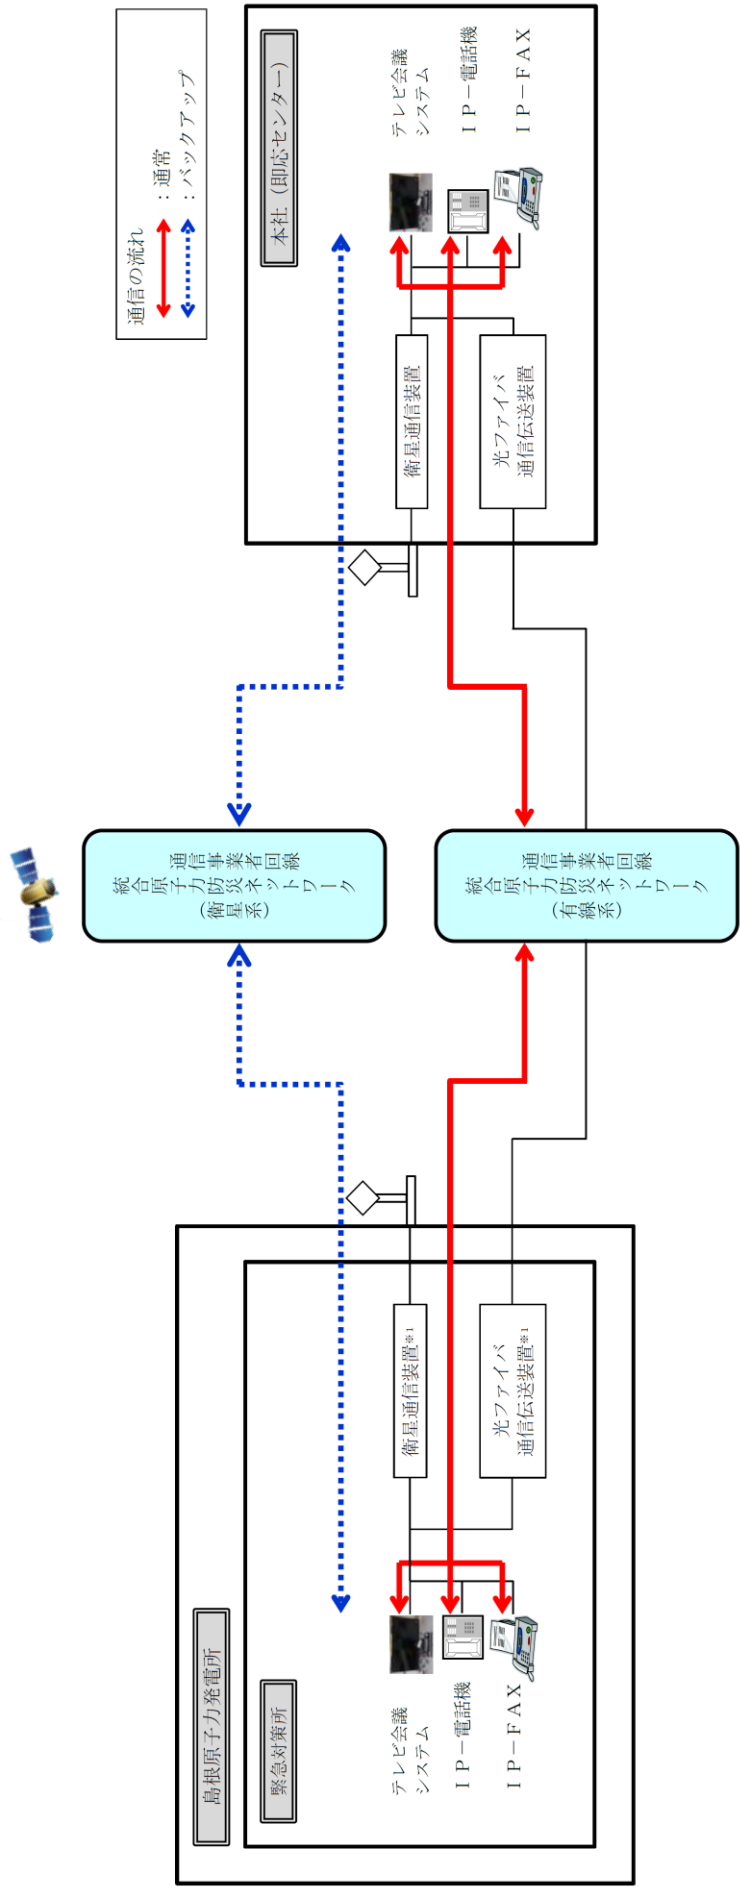 通信の流れ
：通常
：バックアップ
島根原子力発電所
緊急対策所
テレビ会議
システム
ＩＰ－電話機
ＩＰ－ＦＡＸ
衛星通信装置※1
光ファイバ
通信伝送装置※1
通信事業者回線
統合原子力防災ネットワーク
(衛星系)
通信事業者回線
統合原子力防災ネットワーク
(有線系)
本社（即応センター）
衛星通信装置
光ファイバ
通信伝送装置
テレビ会議
システム
ＩＰ－電話機
ＩＰ－ＦＡＸ